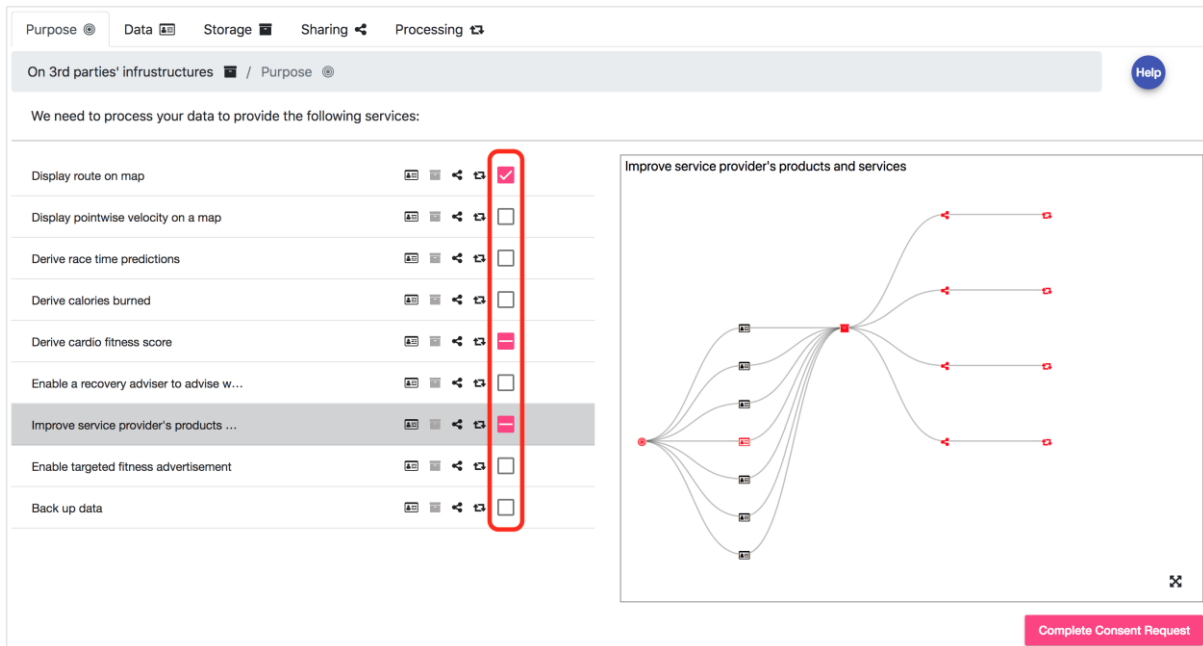 Purpose Data Storage Sharing Processing
On 3rd parties' infrustructures / Purpose
Help
We need to process your data to provide the following services:
Display route on map
Display pointwise velocity on a map
Derive race time predictions
Derive calories burned
Derive cardio fitness score
Enable a recovery adviser to advise w...
Improve service provider's products ...
Enable targeted fitness advertisement
Back up data
Improve service provider's products and services
Complete Consent Request